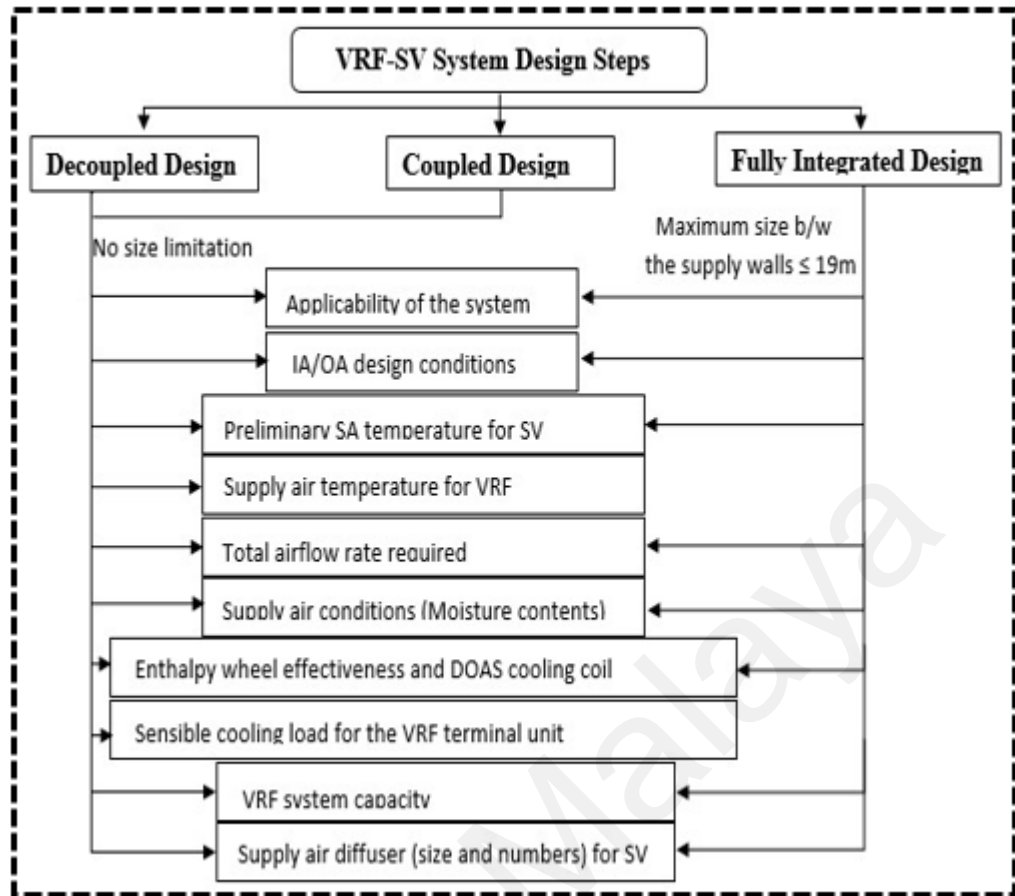 VRF-SV System Design Steps
Decoupled Design
Coupled Design
Fully Integrated Design
No size limitation
Maximum size b/w
the supply walls ≤ 19m
Applicability of the system
IA/OA design conditions
Preliminary SA temperature for SV
Supply air temperature for VRF
Total airflow rate required
Supply air conditions (Moisture contents)
Enthalpy wheel effectiveness and DOAS cooling coil
Sensible cooling load for the VRF terminal unit
VRF system capacity
Supply air diffuser (size and numbers) for SV
Malaya